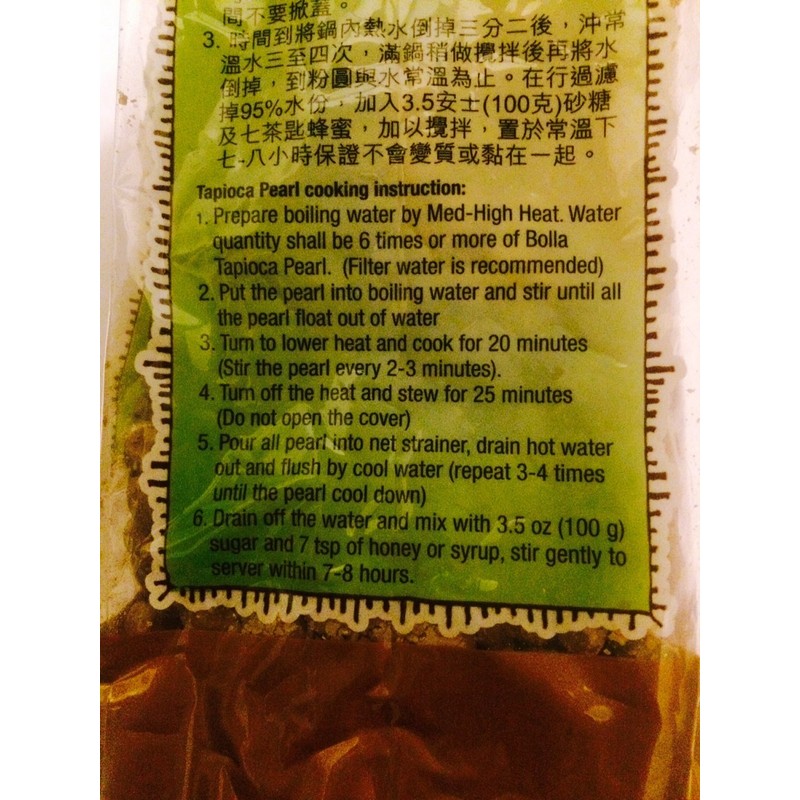 間不要掀蓋。
3. 時間到將鍋內熱水倒掉三分二後，沖常
溫水三至四次，滿鍋稍做攪拌後再將水
倒掉，到粉圓與水常溫為止。在行過濾
掉95%水份，加入3.5安士(100克)砂糖
及七茶匙蜂蜜，加以攪拌，置於常溫下
七-八小時保證不會變質或黏在一起。
Tapioca Pearl cooking instruction:
1. Prepare boiling water by Med-High Heat. Water
quantity shall be 6 times or more of Bolla
Tapioca Pearl. (Filter water is recommended)
2. Put the pearl into boiling water and stir until all
the pearl float out of water
3. Turn to lower heat and cook for 20 minutes
(Stir the pearl every 2-3 minutes).
4. Turn off the heat and stew for 25 minutes
(Do not open the cover)
5. Pour all pearl into net strainer, drain hot water
out and flush by cool water (repeat 3-4 times
until the pearl cool down)
6. Drain off the water and mix with 3.5 oz (100 g)
sugar and 7 tsp of honey or syrup, stir gently to
server within 7-8 hours.